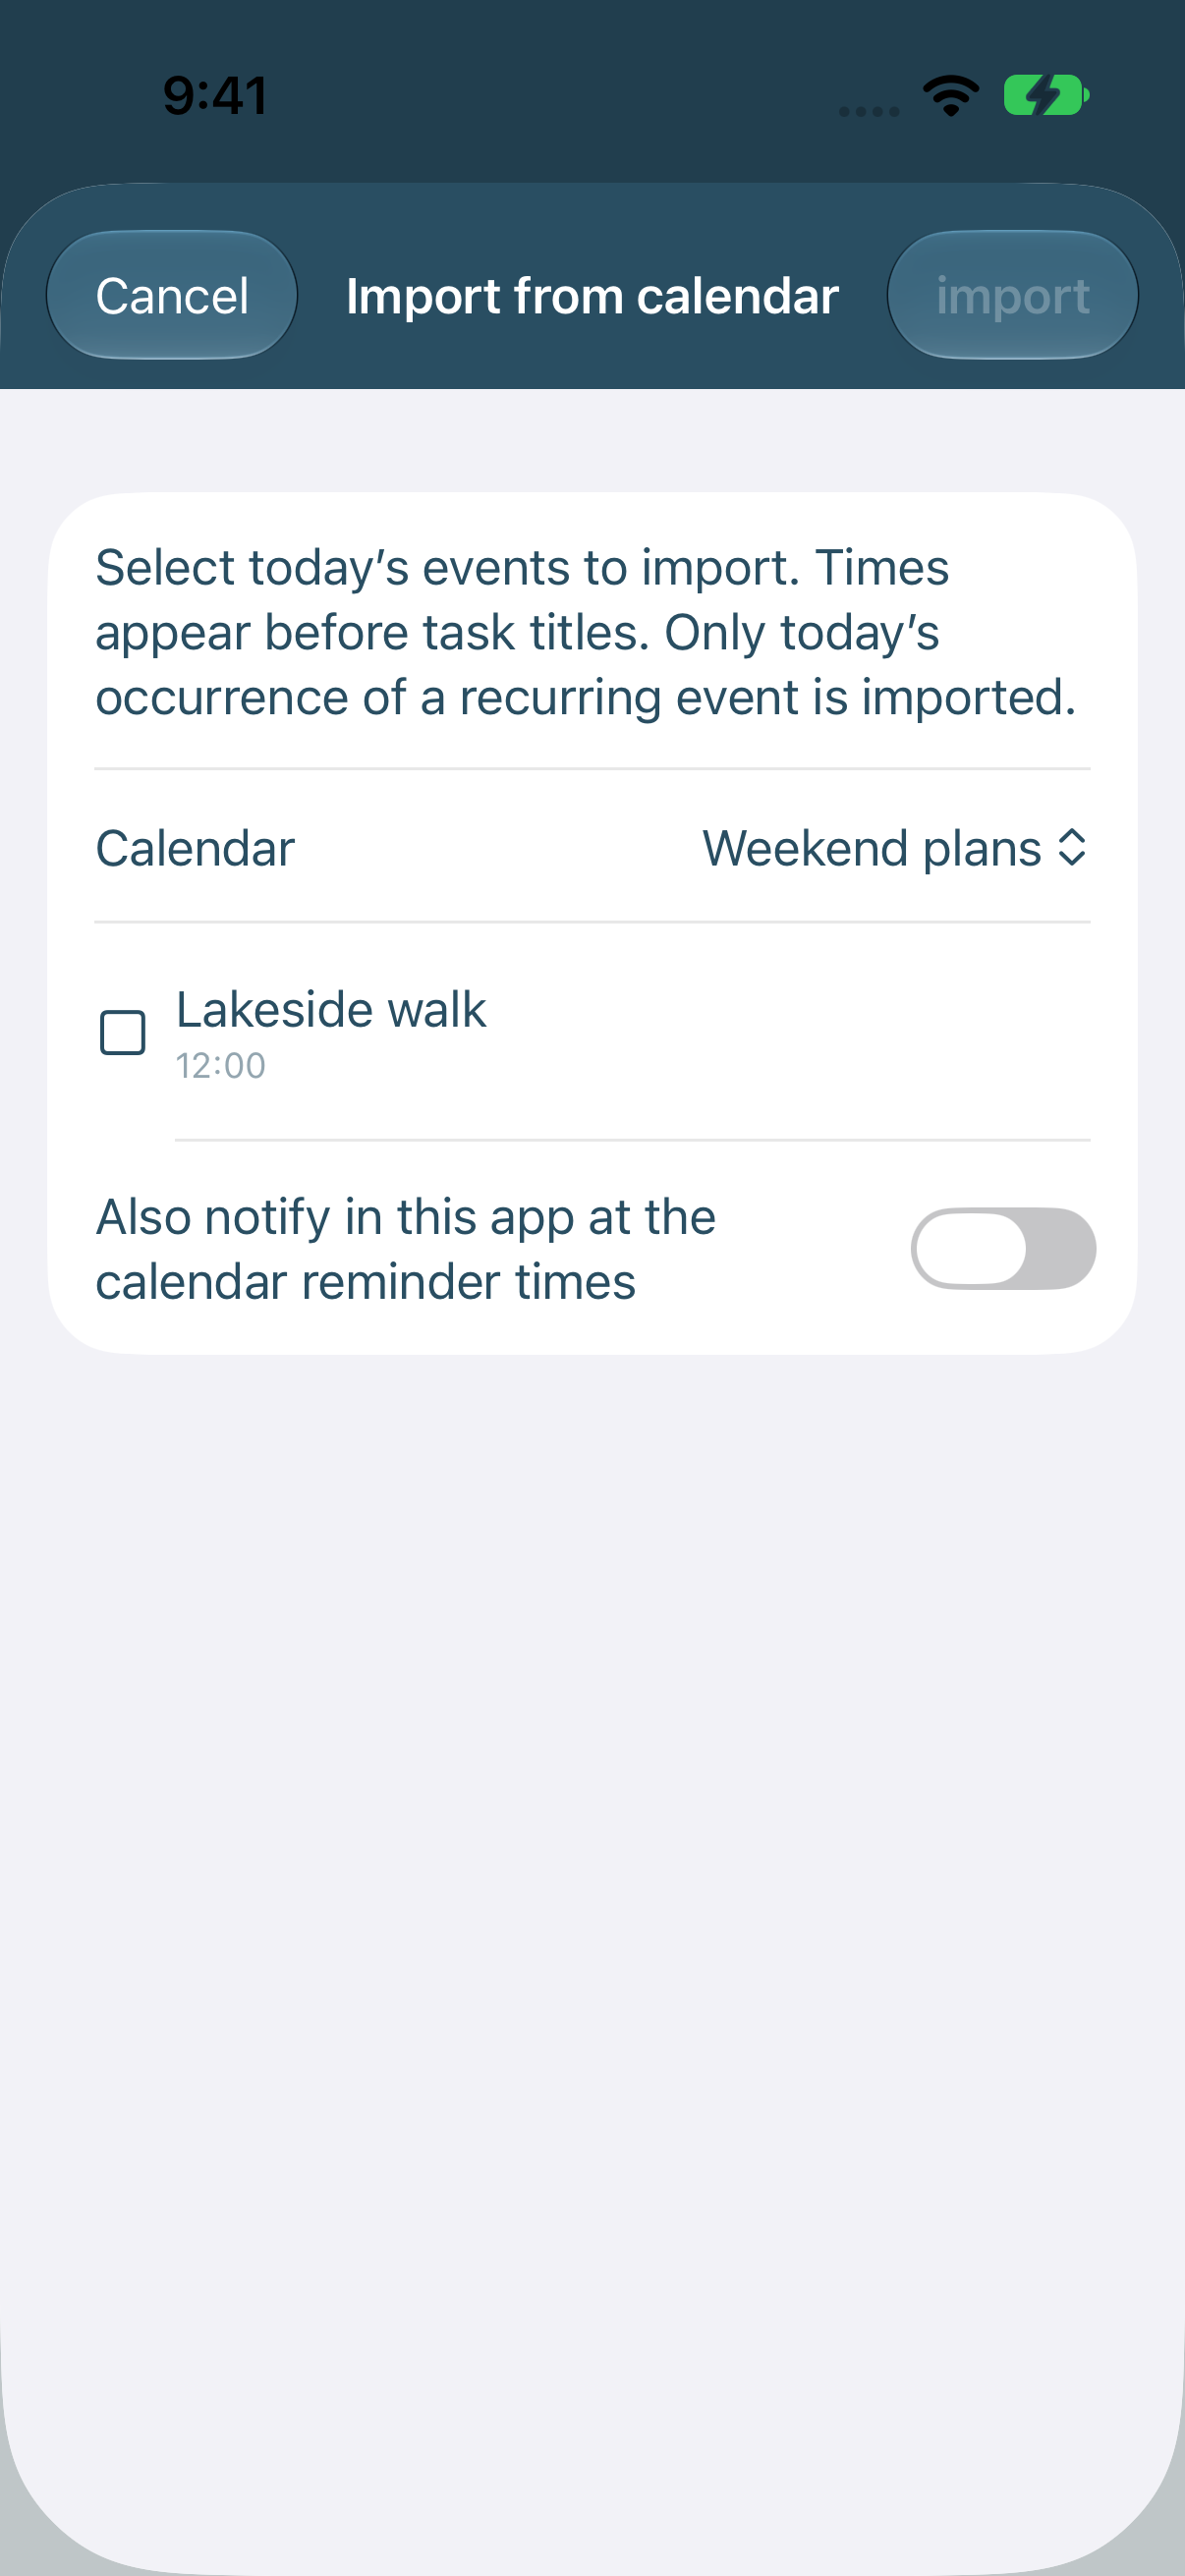 9:41
Cancel
Import from calendar
import
Select today’s events to import. Times
appear before task titles. Only today’s
occurrence of a recurring event is imported.
Calendar
Weekend plans
Lakeside walk
12:00
Also notify in this app at the
calendar reminder times